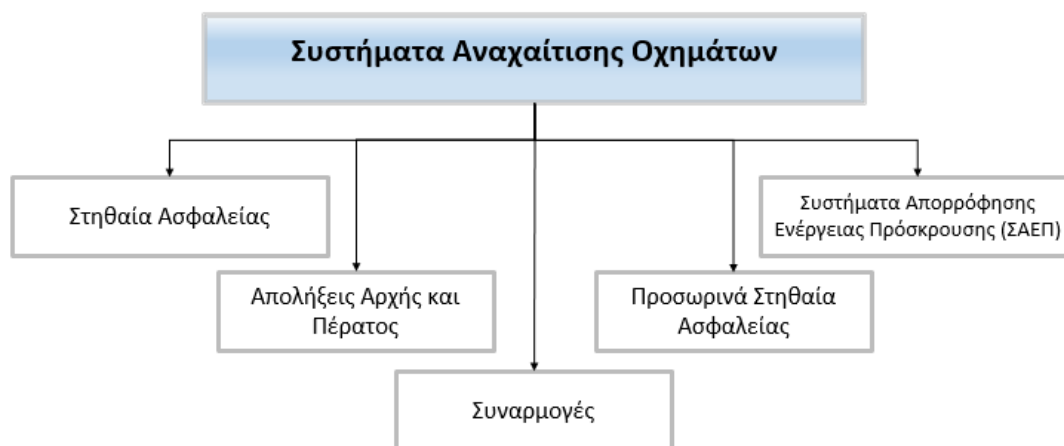 Συστήματα Αναχαίτισης Οχημάτων
Στηθαία Ασφαλείας
Απολήξεις Αρχής και
Πέρατος
Συναρμογές
Προσωρινά Στηθαία
Ασφαλείας
Συστήματα Απορρόφησης
Ενέργειας Πρόσκρουσης (ΣΑΕΠ)